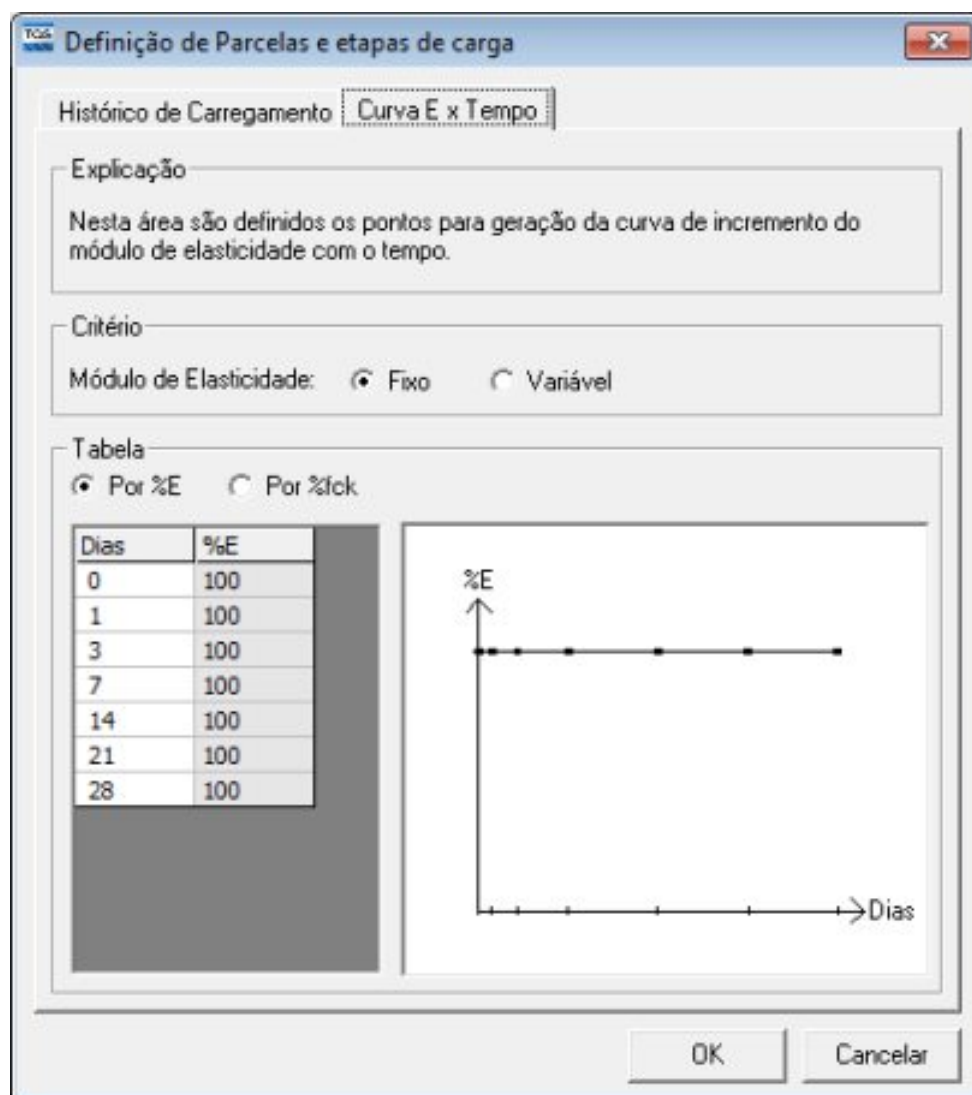 TQS Definição de Parcelas e etapas de carga
Histórico de Carregamento Curva E x Tempo
Explicação
Nesta área são definidos os pontos para geração da curva de incremento do
módulo de elasticidade com o tempo.
Critério
Módulo de Elasticidade: Fixo Variável
Tabela
Por %E Por %fck
Dias %E
0 100
1 100
3 100
7 100
14 100
21 100
28 100
%E
Dias
OK Cancelar